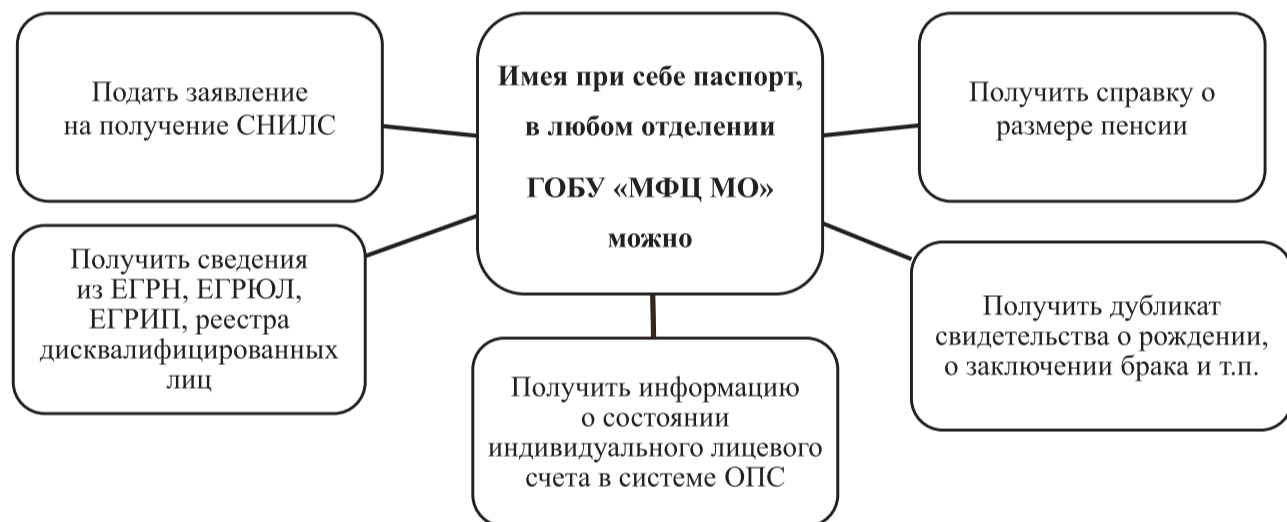 Подать заявление
на получение СНИЛС
Имея при себе паспорт,
в любом отделении
ГОБУ «МФЦ МО»
можно
Получить справку о
размере пенсии
Получить сведения
из ЕГРН, ЕГРЮЛ,
ЕГРИП, реестра
дисквалифицированных
лиц
Получить информацию
о состоянии
индивидуального лицевого
счета в системе ОПС
Получить дубликат
свидетельства о рождении,
о заключении брака и т.п.